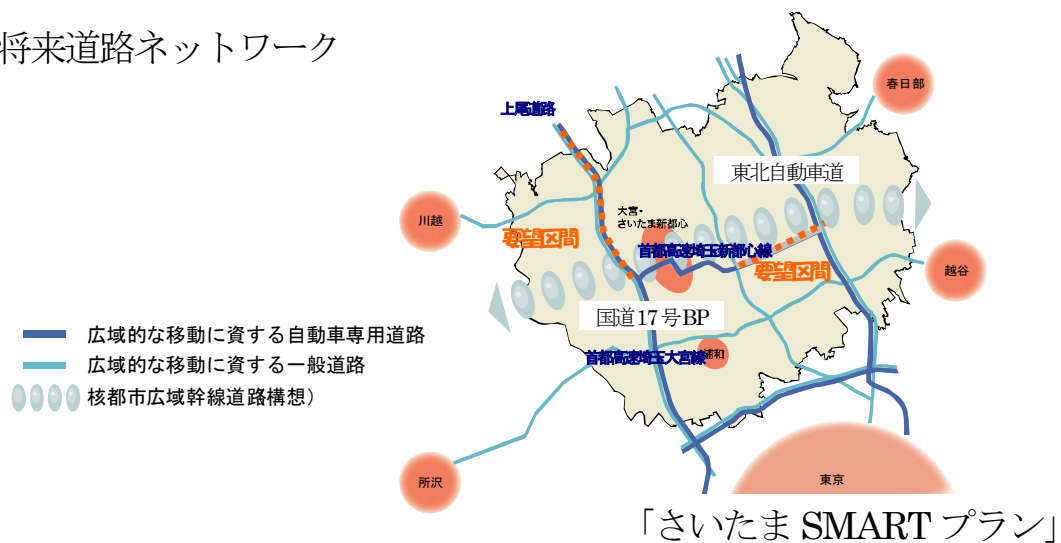 将来道路ネットワーク
春日部
上尾道路
東北自動車道
川越
大宮・
さいたま新都心
要望区間
首都高速埼玉新都心線
要望区間
越谷
国道17号BP
広域的な移動に資する自動車専用道路
首都高速埼玉大宮線
浦和
広域的な移動に資する一般道路
核都市広域幹線道路構想）
所沢
東京
「さいたま SMART プラン」